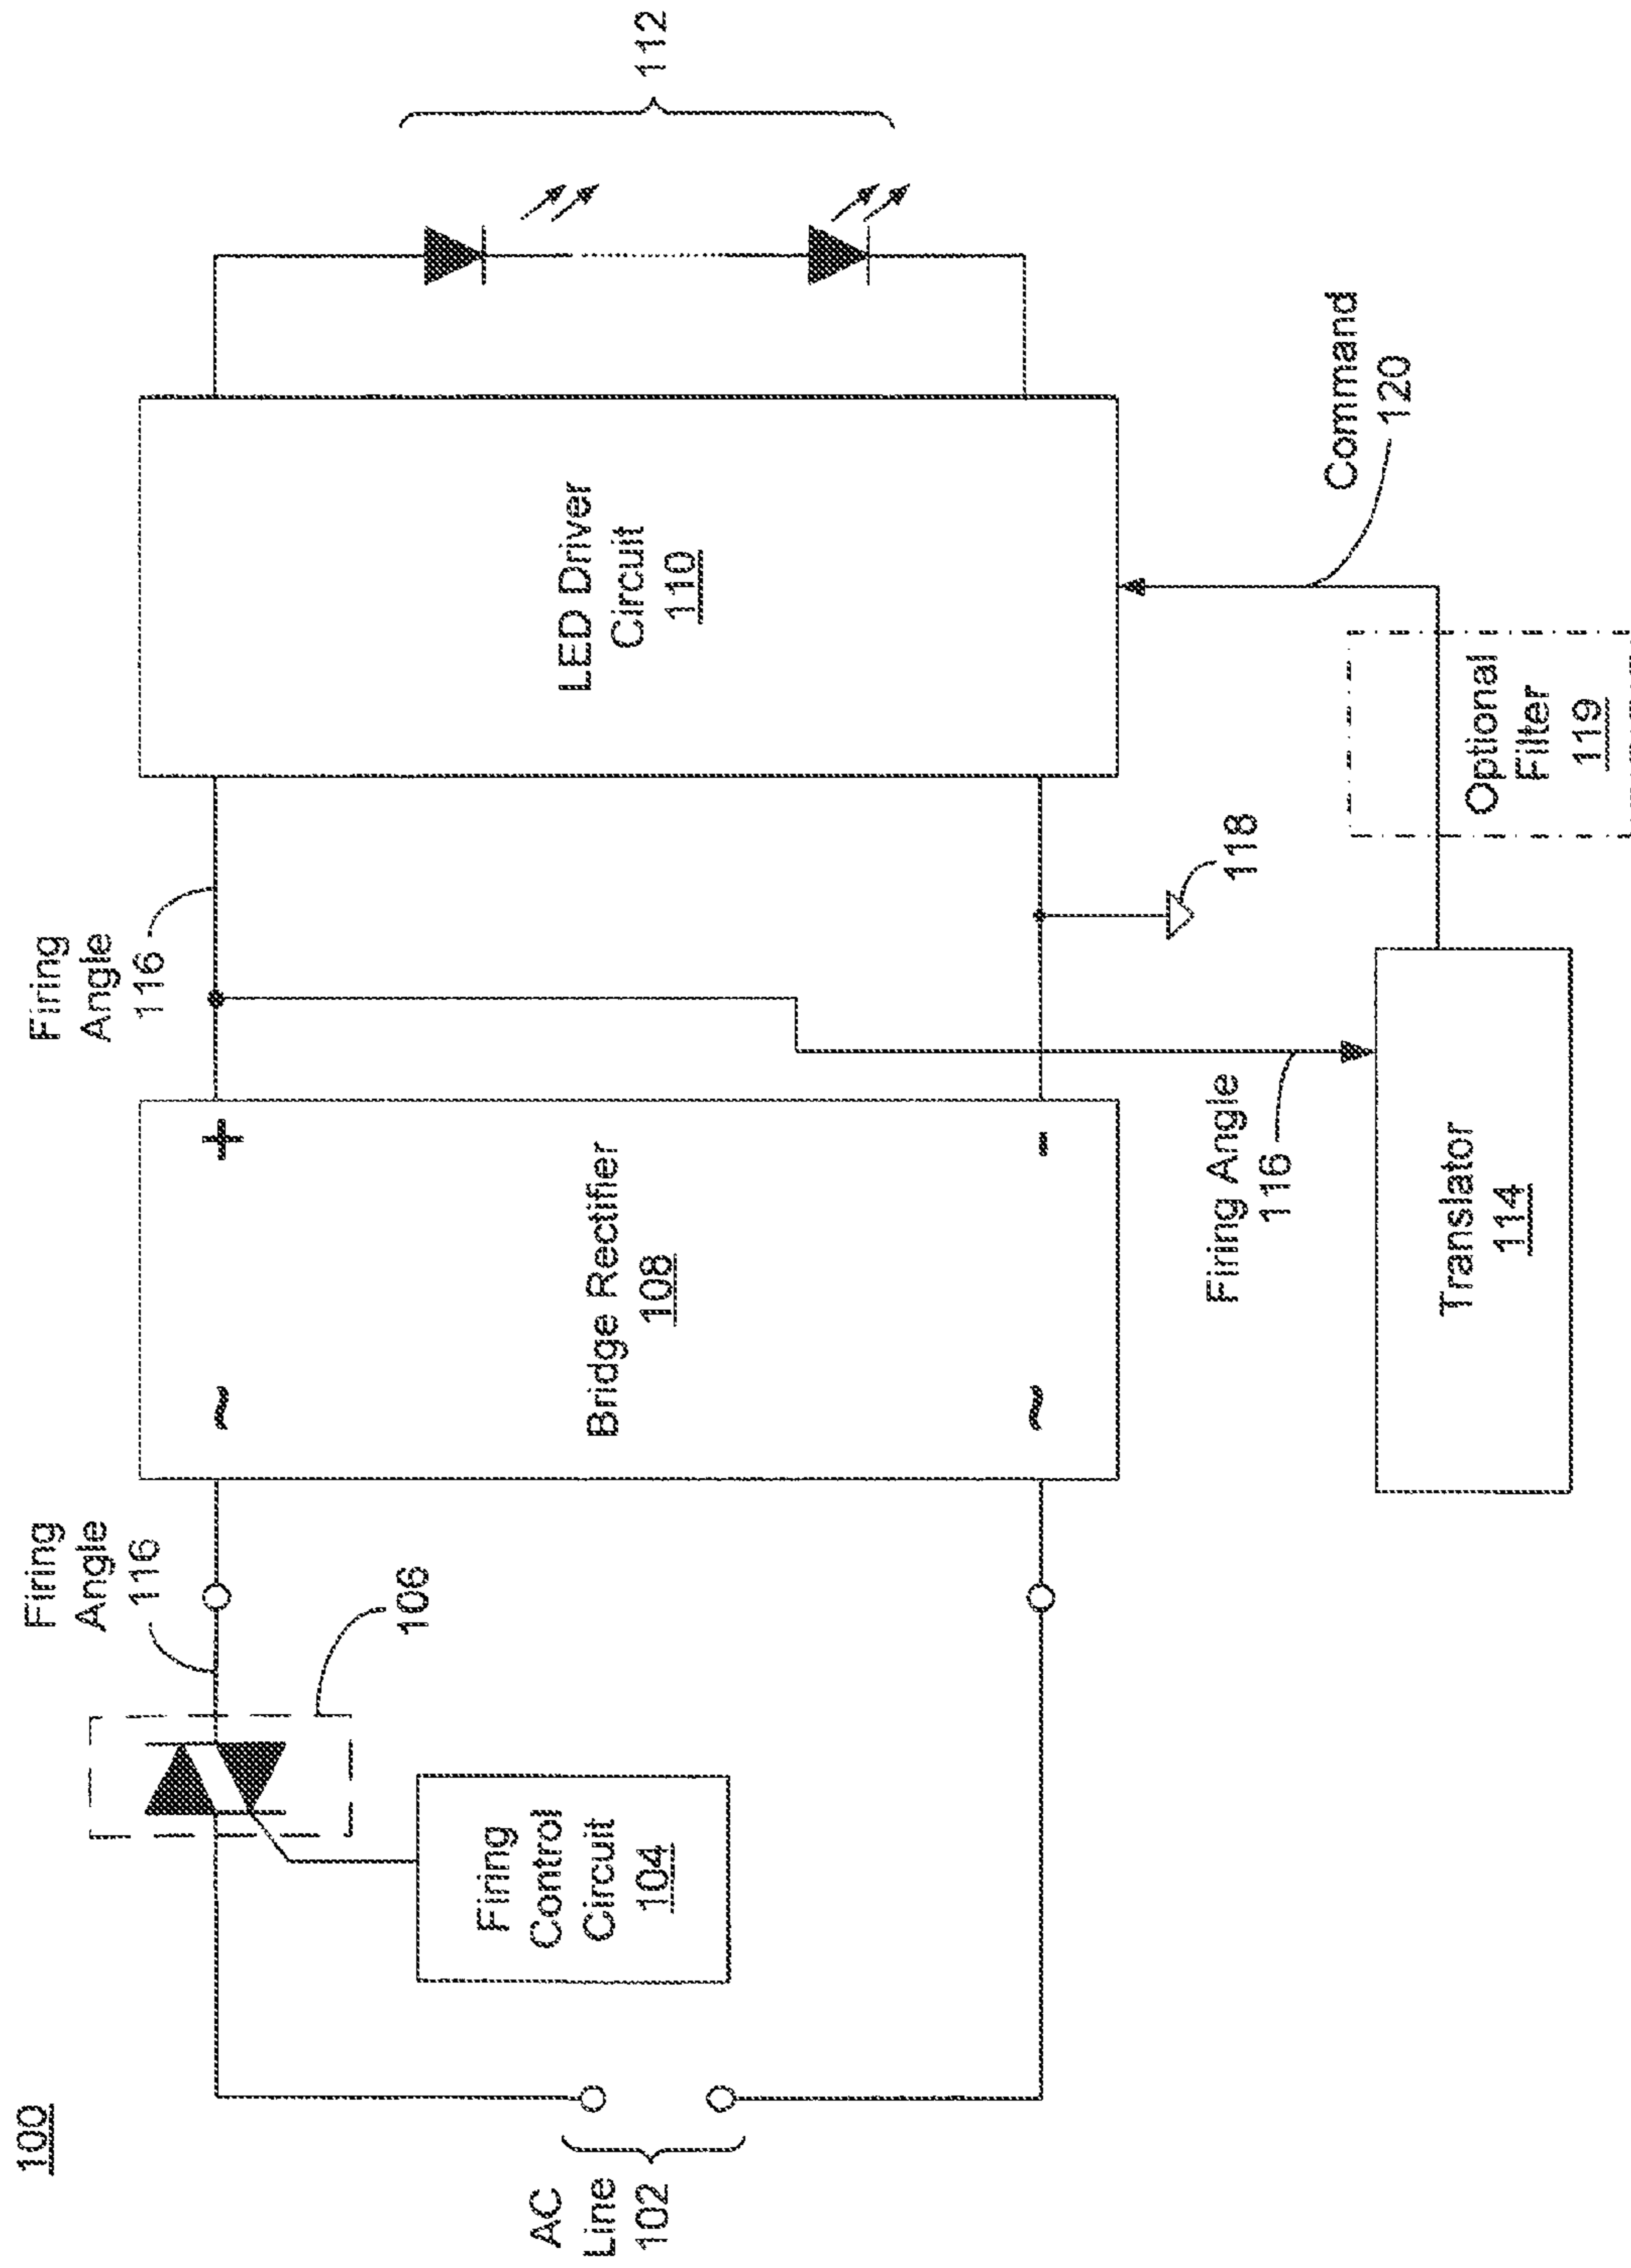 100
AC
Line
102
Firing
Control
Circuit
104
Firing
Angle
116
106
~
~
+
-
Bridge Rectifier
108
Firing
Angle
116
Firing Angle
116
118
LED Driver
Circuit
110
112
Translator
114
Optional
Filter
119
Command
120